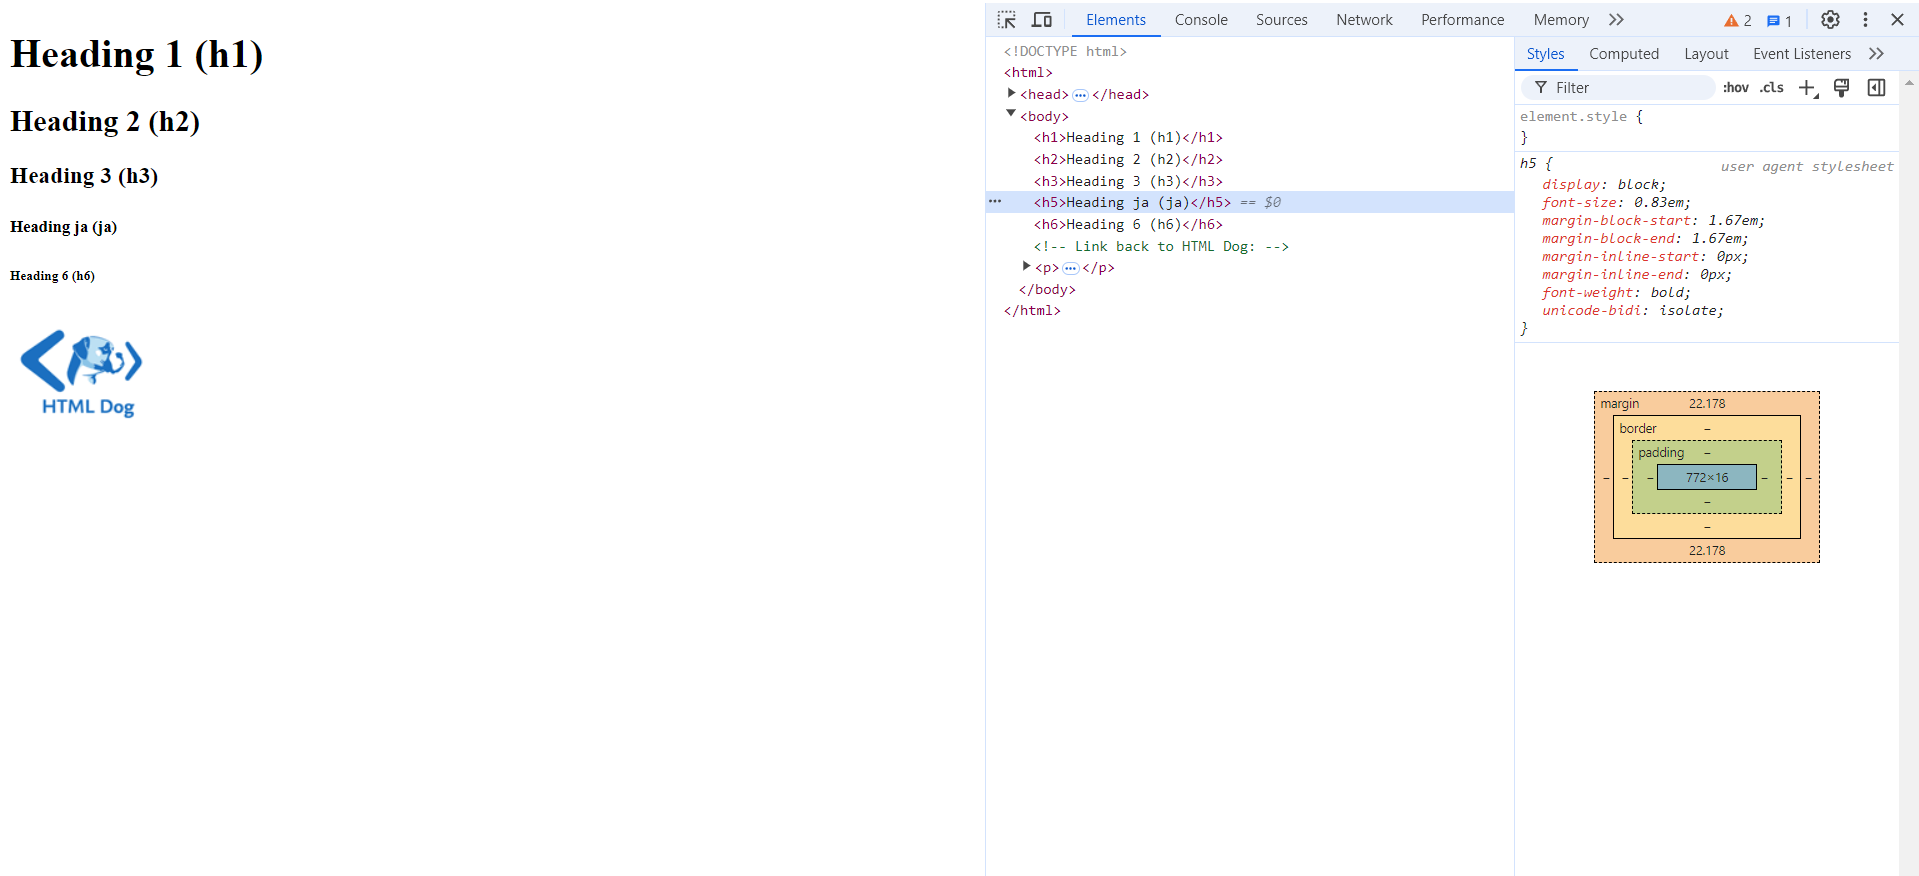 Heading 1 (h1)
Heading 2 (h2)
Heading 3 (h3)
Heading ja (ja)
Heading 6 (h6)
HTML Dog
Elements Console Sources Network Performance Memory 2 1
<!DOCTYPE html>
<html>
<head> ••• </head>
<body>
<h1>Heading 1 (h1)</h1>
<h2>Heading 2 (h2)</h2>
<h3>Heading 3 (h3)</h3>
••• <h5>Heading ja (ja)</h5> == $0
<h6>Heading 6 (h6)</h6>
<!-- Link back to HTML Dog: -->
<p> ••• </p>
</body>
</html>
Styles Computed Layout Event Listeners
Filter :hov .cls
element.style {
}
h5 { user agent stylesheet
display: block;
font-size: 0.83em;
margin-block-start: 1.67em;
margin-block-end: 1.67em;
margin-inline-start: 0px;
margin-inline-end: 0px;
font-weight: bold;
unicode-bidi: isolate;
}
margin 22.178
border –
padding –
– – – 772×16 – – –
–
–
22.178